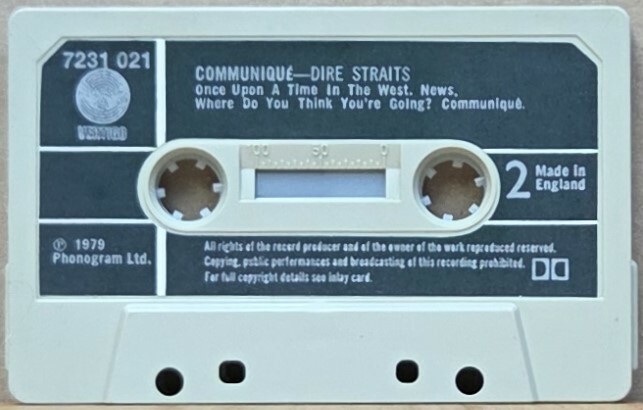 7231 021
VERTIGO
COMMUNIQUÉ—DIRE STRAITS
Once Upon A Time In The West. News.
Where Do You Think You're Going? Communiqué.
100 50 0
2
Made in
England
Ⓟ 1979
Phonogram Ltd.
All rights of the record producer and of the owner of the work reproduced reserved.
Copying, public performances and broadcasting of this recording prohibited.
For full copyright details see inlay card.